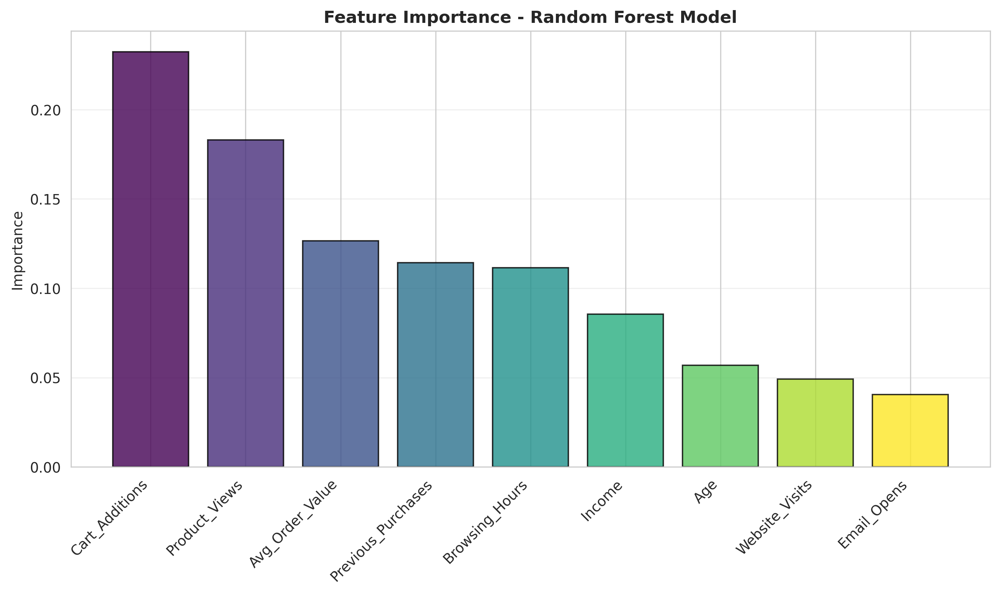 Feature Importance - Random Forest Model
Importance
0.20
0.15
0.10
0.05
0.00
Cart_Additions
Product_Views
Avg_Order_Value
Previous_Purchases
Browsing_Hours
Income
Age
Website_Visits
Email_Opens